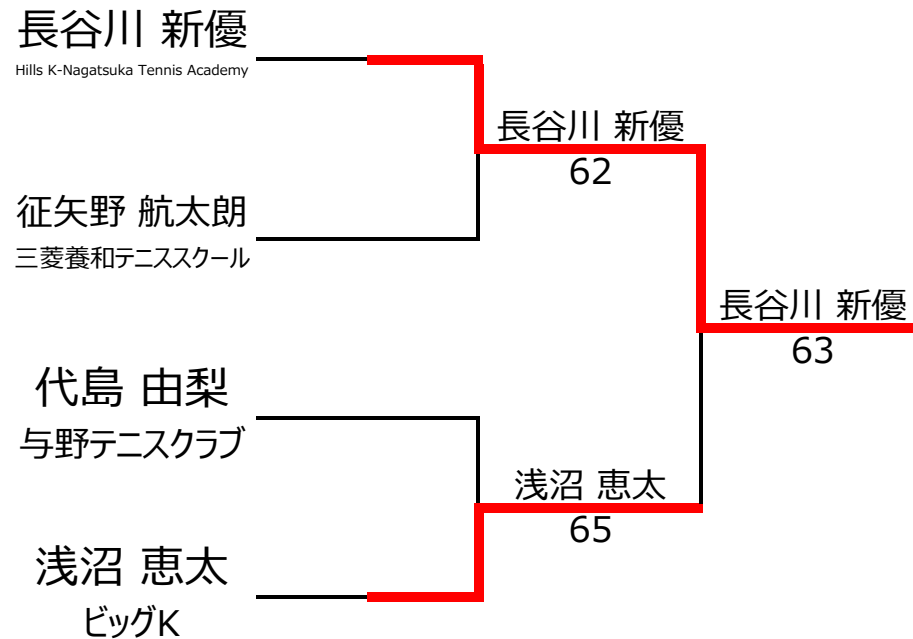 長谷川 新優
Hills K-Nagatsuka Tennis Academy
長谷川 新優
62
征矢野 航太朗
三菱養和テニススクール
長谷川 新優
63
代島 由梨
与野テニスクラブ
浅沼 恵太
65
浅沼 恵太
ビッグK